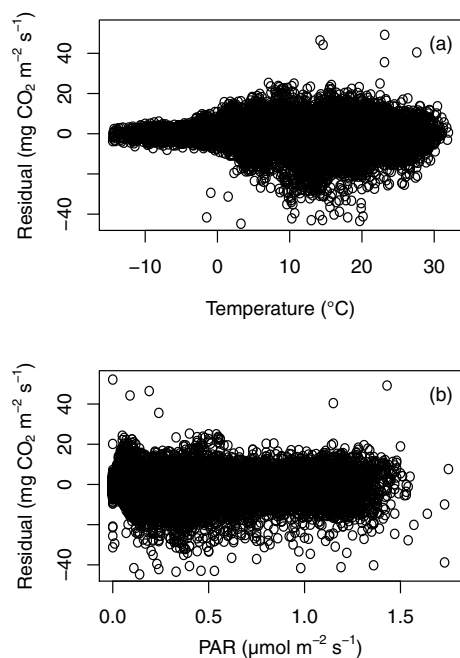 (a)
40
20
0
−40
Residual (mg CO₂ m⁻² s⁻¹)
−10 0 10 20 30
Temperature (°C)
(b)
40
20
0
−40
Residual (mg CO₂ m⁻² s⁻¹)
0.0 0.5 1.0 1.5
PAR (µmol m⁻² s⁻¹)